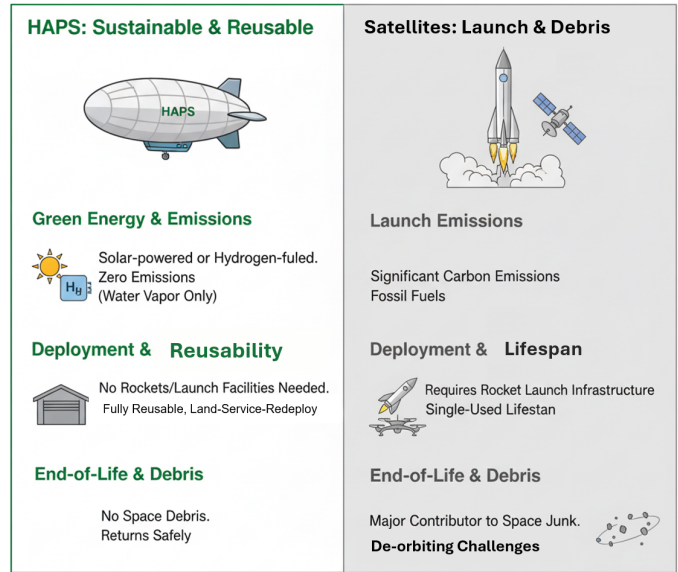 HAPS: Sustainable & Reusable
HAPS
Green Energy & Emissions
Solar-powered or Hydrogen-fuled.
Zero Emissions
(Water Vapor Only)
Deployment & Reusability
No Rockets/Launch Facilities Needed.
Fully Reusable, Land-Service-Redeploy
End-of-Life & Debris
No Space Debris.
Returns Safely
Satellites: Launch & Debris
Launch Emissions
Significant Carbon Emissions
Fossil Fuels
Deployment & Lifespan
Requires Rocket Launch Infrastructure
Single-Used Lifestan
End-of-Life & Debris
Major Contributor to Space Junk.
De-orbiting Challenges